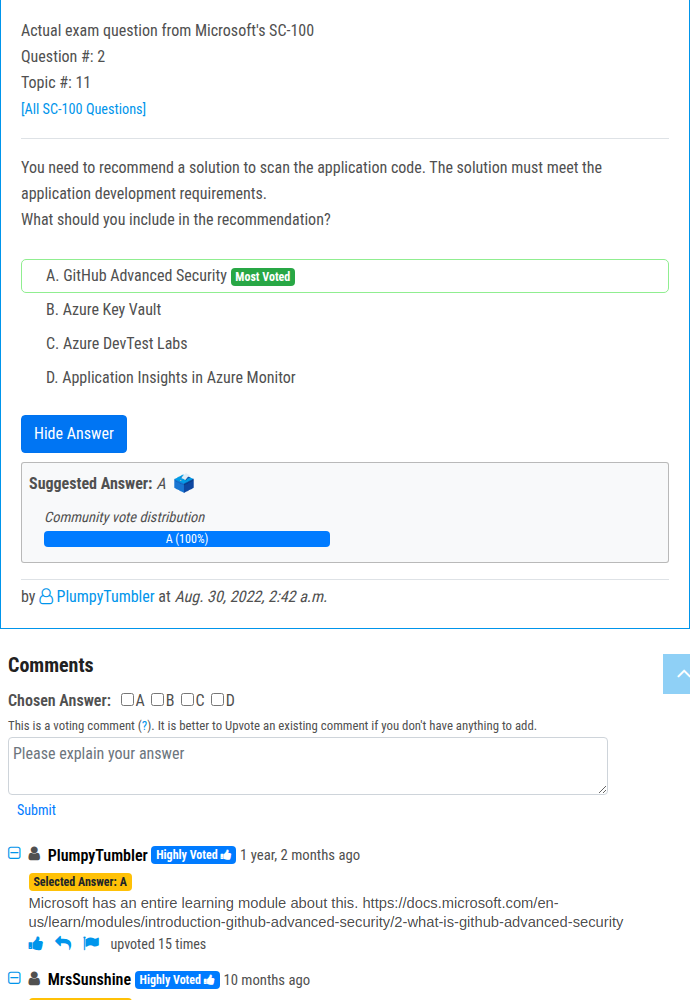 Actual exam question from Microsoft's SC-100
Question #: 2
Topic #: 11
[All SC-100 Questions]
You need to recommend a solution to scan the application code. The solution must meet the
application development requirements.
What should you include in the recommendation?
A. GitHub Advanced Security Most Voted
B. Azure Key Vault
C. Azure DevTest Labs
D. Application Insights in Azure Monitor
Hide Answer
Suggested Answer: A
Community vote distribution
A (100%)
by PlumpyTumbler at Aug. 30, 2022, 2:42 a.m.
Comments
Chosen Answer: A B C D
This is a voting comment (?). It is better to Upvote an existing comment if you don't have anything to add.
Please explain your answer
Submit
PlumpyTumbler Highly Voted 1 year, 2 months ago
Selected Answer: A
Microsoft has an entire learning module about this. https://docs.microsoft.com/en-
us/learn/modules/introduction-github-advanced-security/2-what-is-github-advanced-security
upvoted 15 times
MrsSunshine Highly Voted 10 months ago